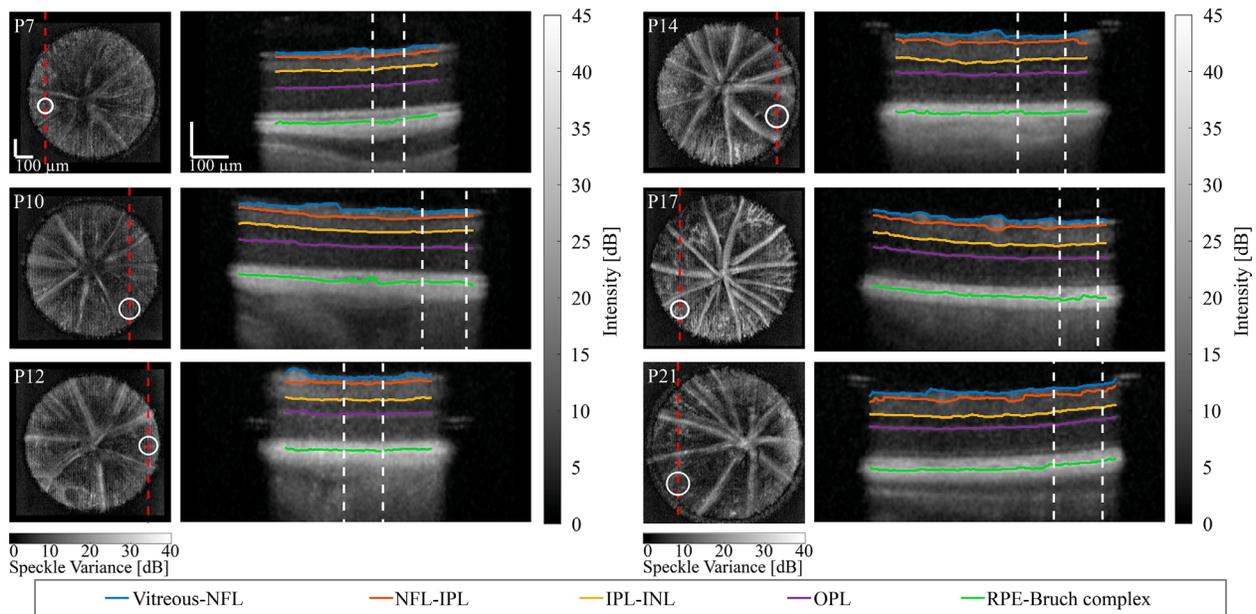 P7
100 µm
100 µm
P10
P12
45
40
35
30
25
20
15
10
5
0
Intensity [dB]
0 10 20 30 40
Speckle Variance [dB]
P14
P17
P21
45
40
35
30
25
20
15
10
5
0
Intensity [dB]
0 10 20 30 40
Speckle Variance [dB]
Vitreous-NFL NFL-IPL IPL-INL OPL RPE-Bruch complex